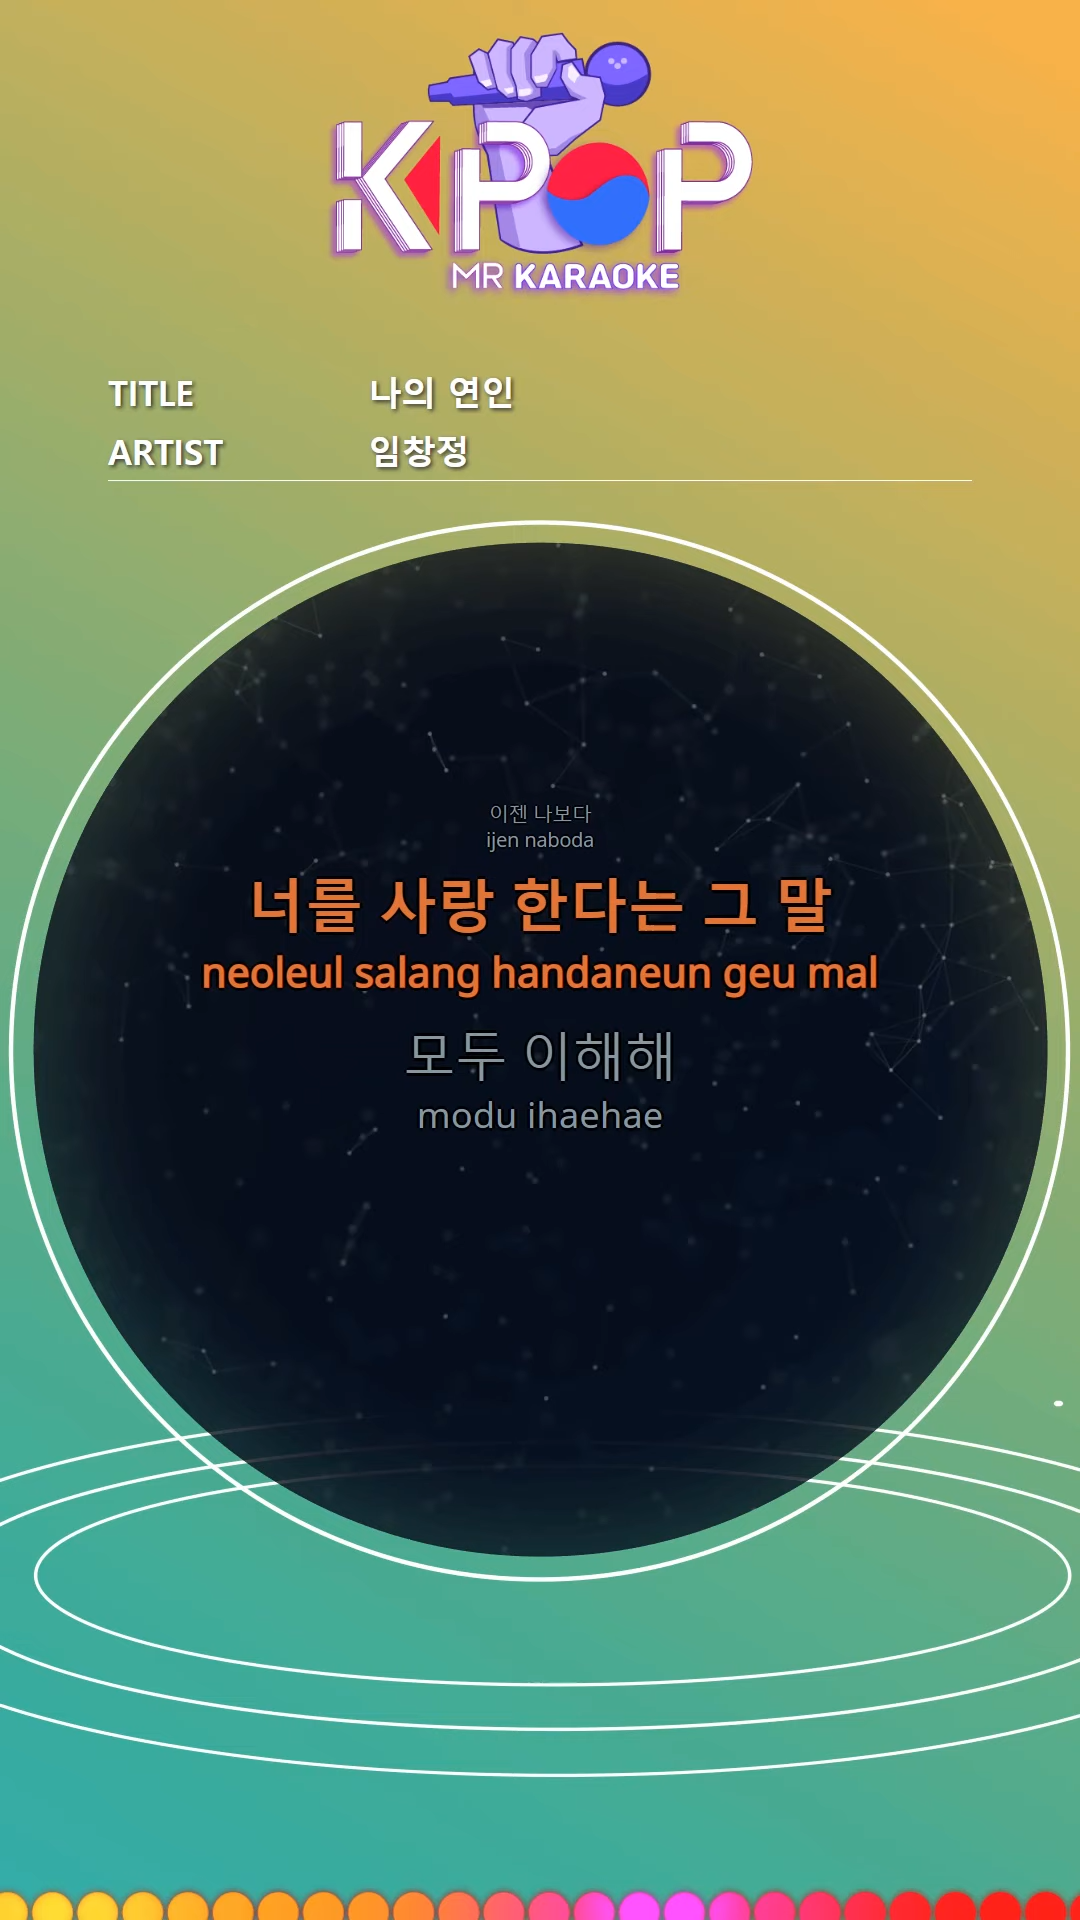 KPOP
MR KARAOKE
TITLE 나의 연인
ARTIST 임창정
이젠 나보다
ijen naboda
너를 사랑 한다는 그 말
neoleul salang handaneun geu mal
모두 이해해
modu ihaehae